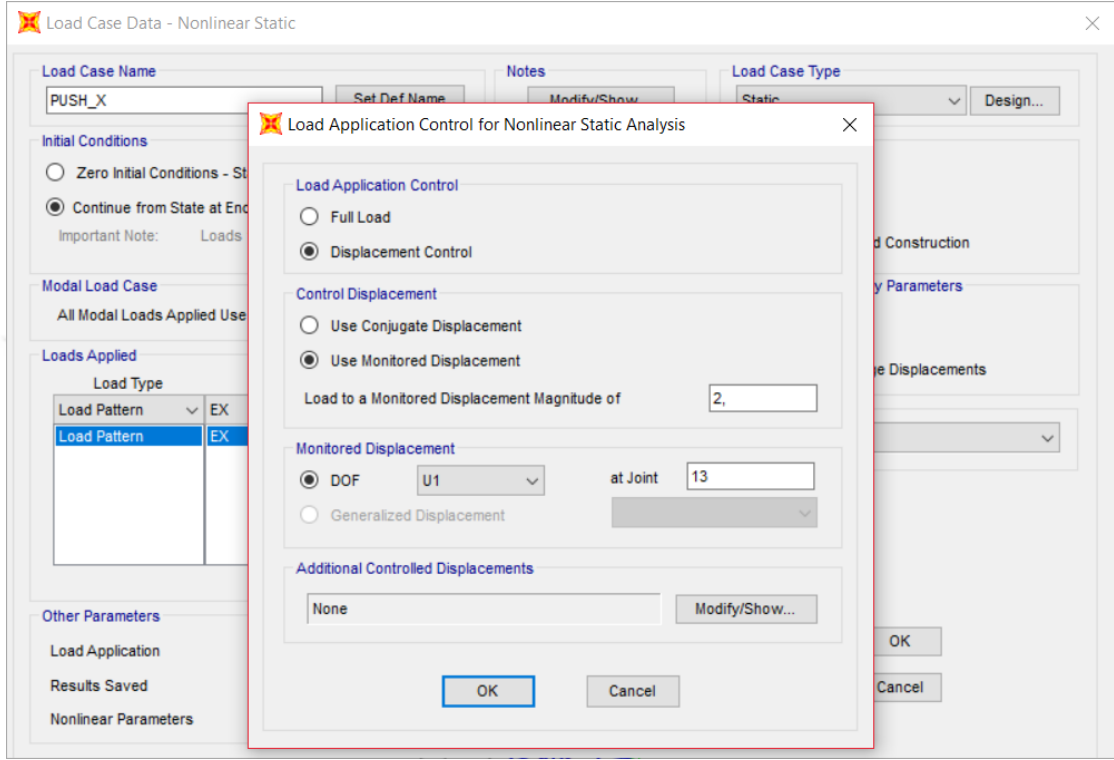 Load Case Data - Nonlinear Static
Load Case Name
Notes
Load Case Type
PUSH_X
Set Def Name
Modify/Show
Static
Design...
Load Application Control for Nonlinear Static Analysis
Initial Conditions
Zero Initial Conditions - St
Continue from State at End
Important Note: Loads
d Construction
Modal Load Case
All Modal Loads Applied Use
y Parameters
ge Displacements
Loads Applied
Load Type
Load Pattern EX
Load Pattern EX
Other Parameters
Load Application
Results Saved
Nonlinear Parameters
OK
Cancel
Load Application Control
Full Load
Displacement Control
Control Displacement
Use Conjugate Displacement
Use Monitored Displacement
Load to a Monitored Displacement Magnitude of 2,
Monitored Displacement
DOF U1 at Joint 13
Generalized Displacement
Additional Controlled Displacements
None Modify/Show...
OK Cancel